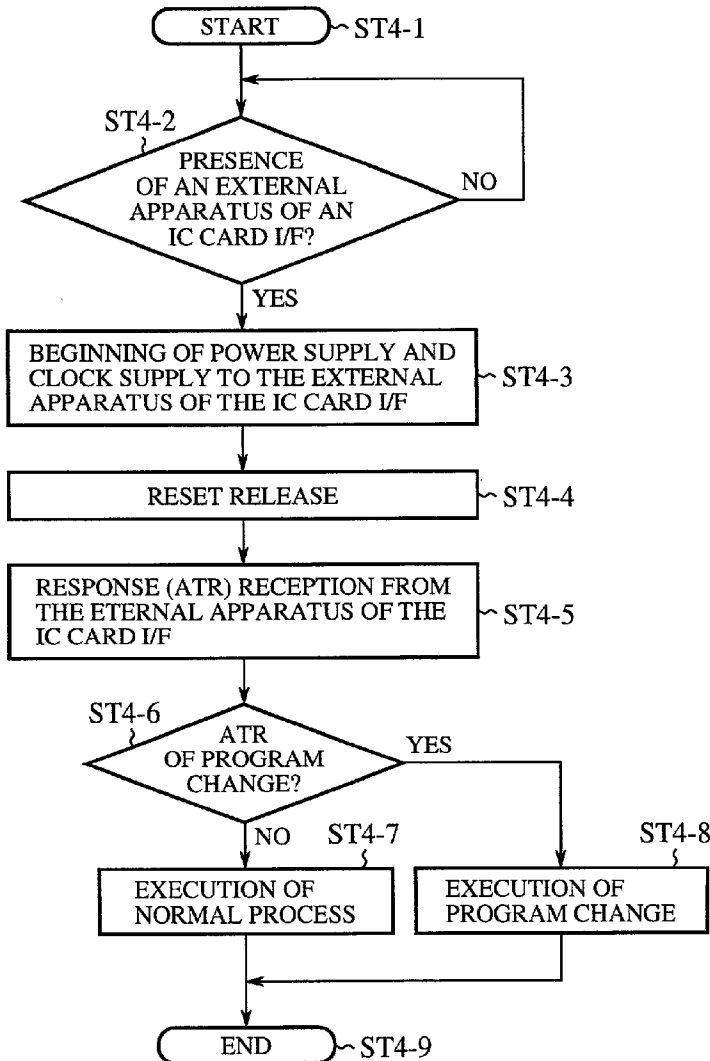 START
ST4-1
ST4-2
PRESENCE
OF AN EXTERNAL
APPARATUS OF AN
IC CARD I/F?
NO
YES
BEGINNING OF POWER SUPPLY AND
CLOCK SUPPLY TO THE EXTERNAL
APPARATUS OF THE IC CARD I/F
ST4-3
RESET RELEASE
ST4-4
RESPONSE (ATR) RECEPTION FROM
THE ETERNAL APPARATUS OF THE
IC CARD I/F
ST4-5
ST4-6
ATR
OF PROGRAM
CHANGE?
YES
NO
ST4-7
ST4-8
EXECUTION OF
NORMAL PROCESS
EXECUTION OF
PROGRAM CHANGE
END
ST4-9